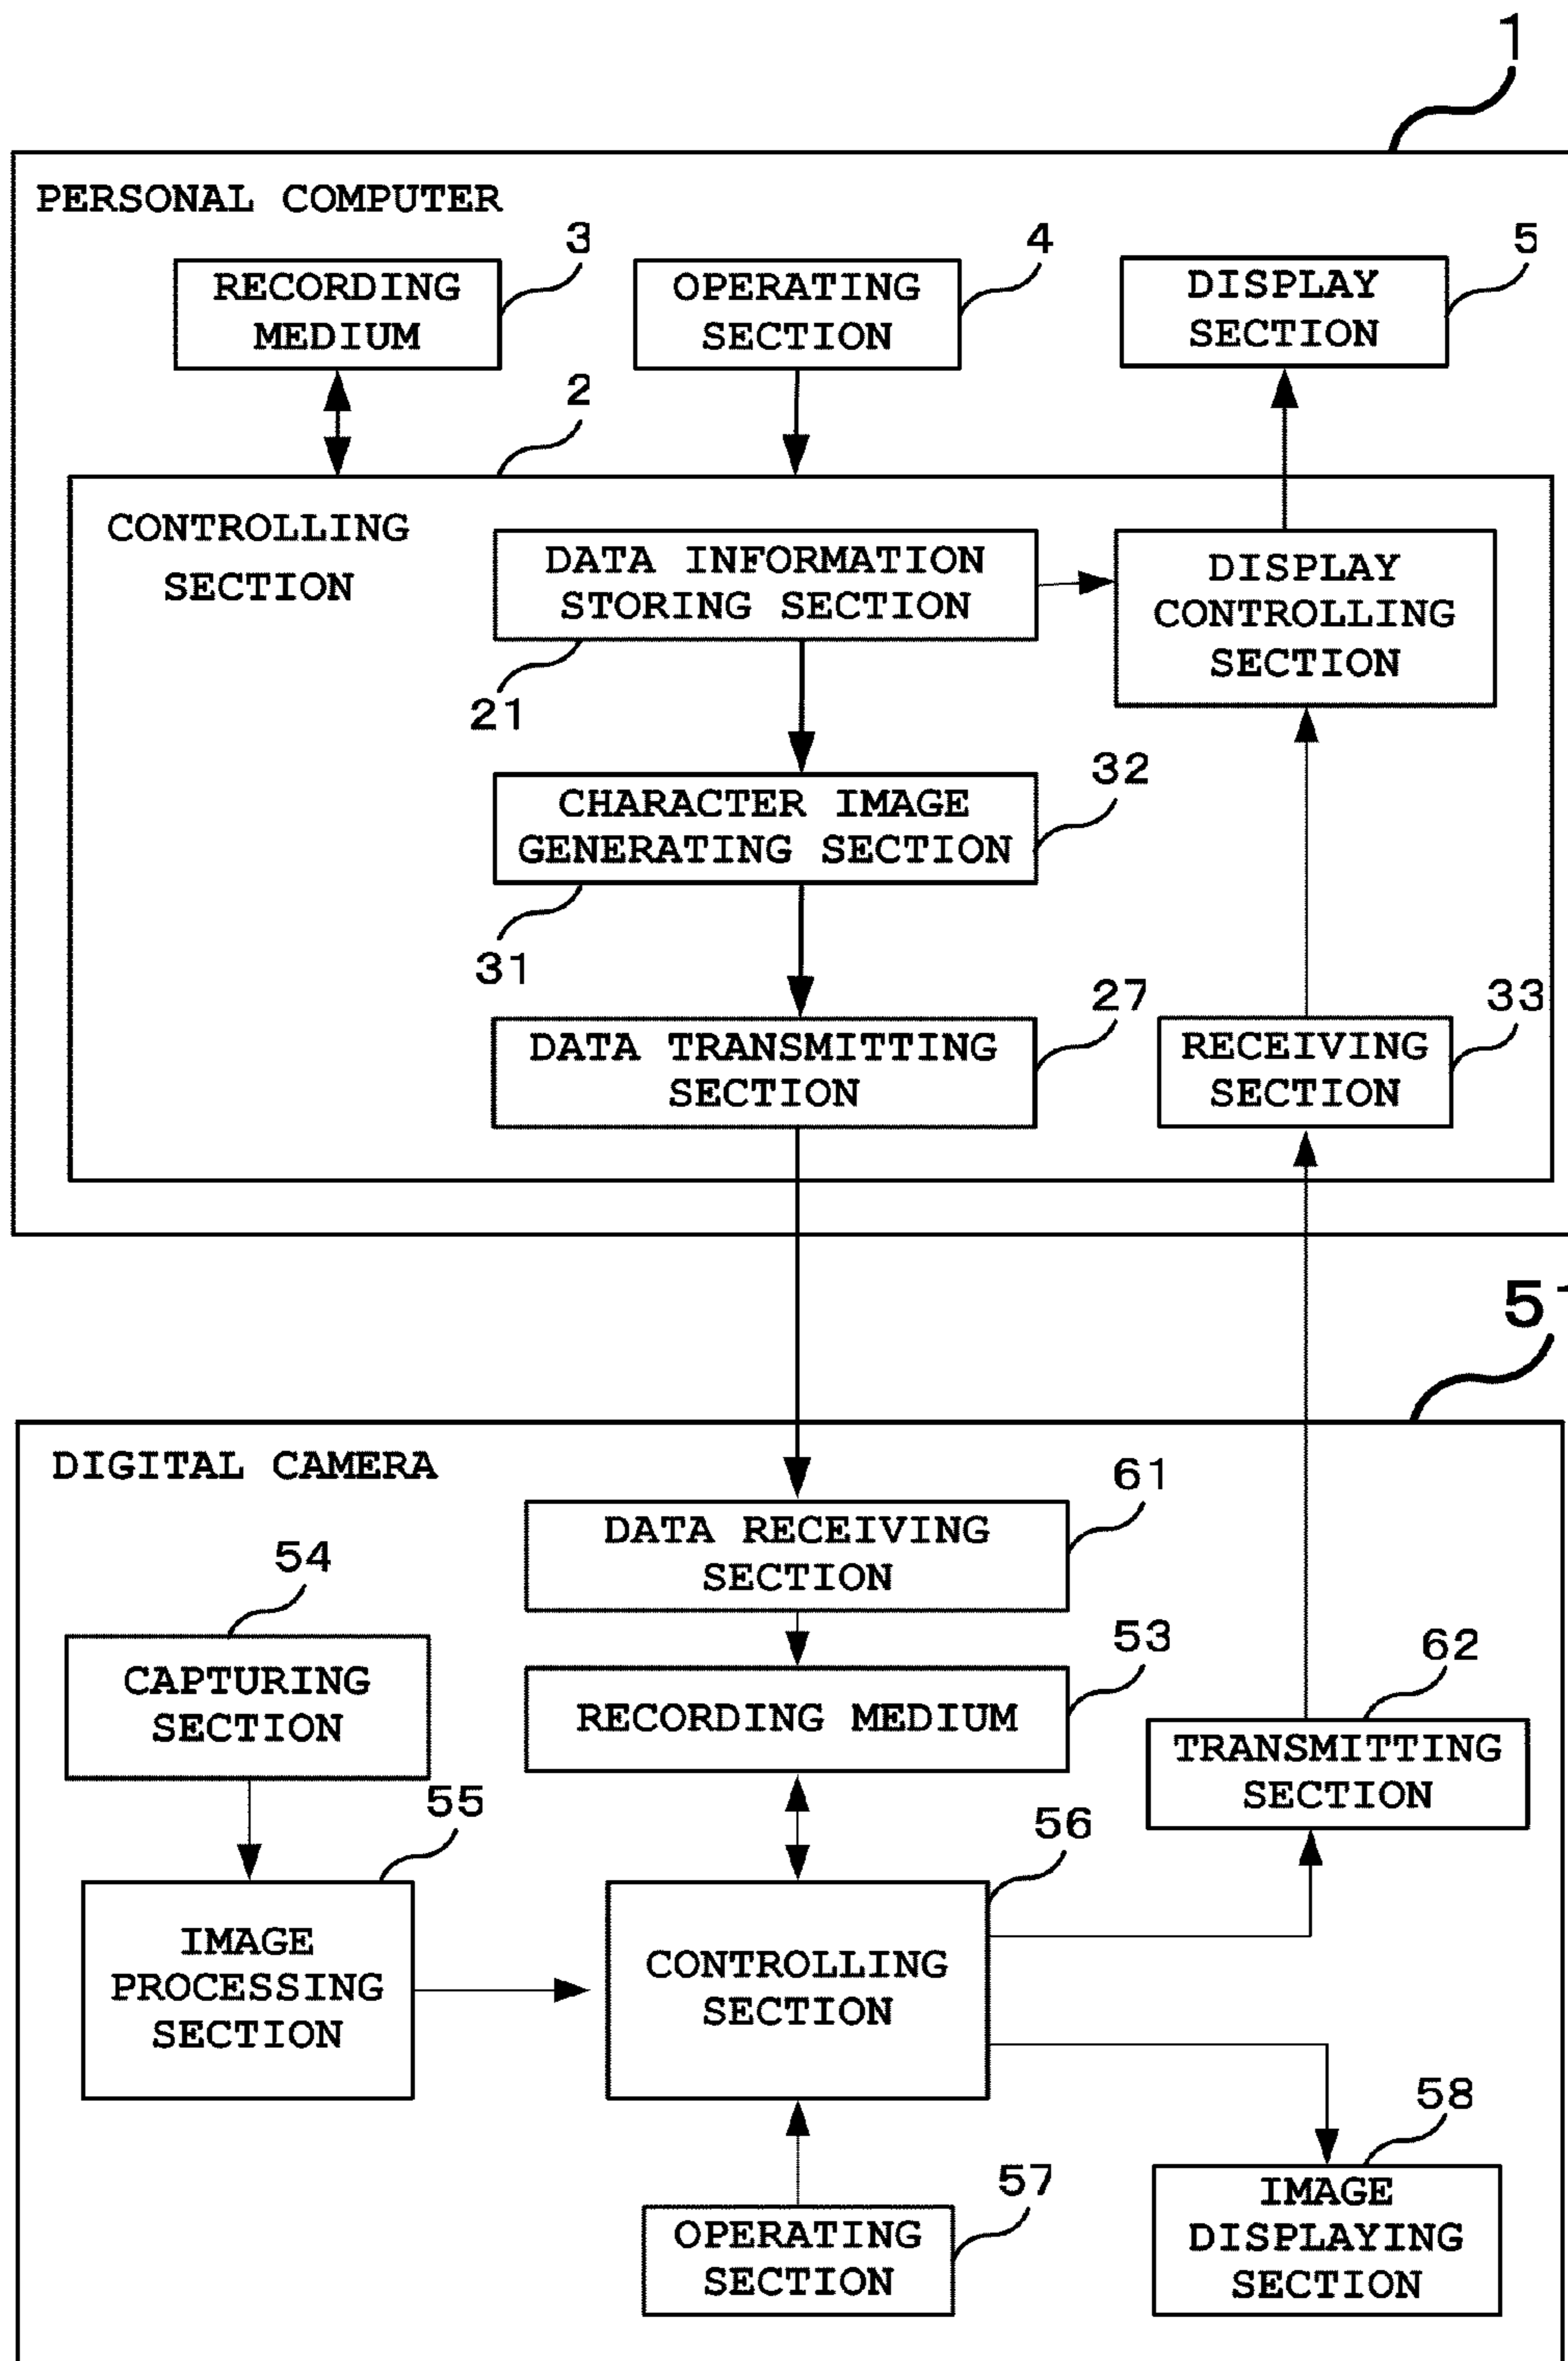 1
PERSONAL COMPUTER
3
4
5
RECORDING
MEDIUM
OPERATING
SECTION
DISPLAY
SECTION
2
CONTROLLING
SECTION
DATA INFORMATION
STORING SECTION
DISPLAY
CONTROLLING
SECTION
21
32
CHARACTER IMAGE
GENERATING SECTION
31
27
33
DATA TRANSMITTING
SECTION
RECEIVING
SECTION
51
DIGITAL CAMERA
61
DATA RECEIVING
SECTION
54
CAPTURING
SECTION
53
RECORDING MEDIUM
62
TRANSMITTING
SECTION
55
56
IMAGE
PROCESSING
SECTION
CONTROLLING
SECTION
58
57
OPERATING
SECTION
IMAGE
DISPLAYING
SECTION